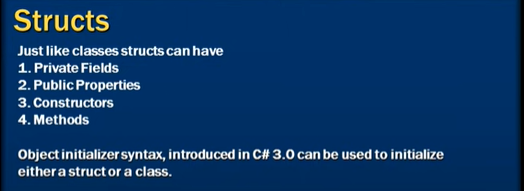 Structs
Just like classes structs can have
1. Private Fields
2. Public Properties
3. Constructors
4. Methods
Object initializer syntax, introduced in C# 3.0 can be used to initialize
either a struct or a class.